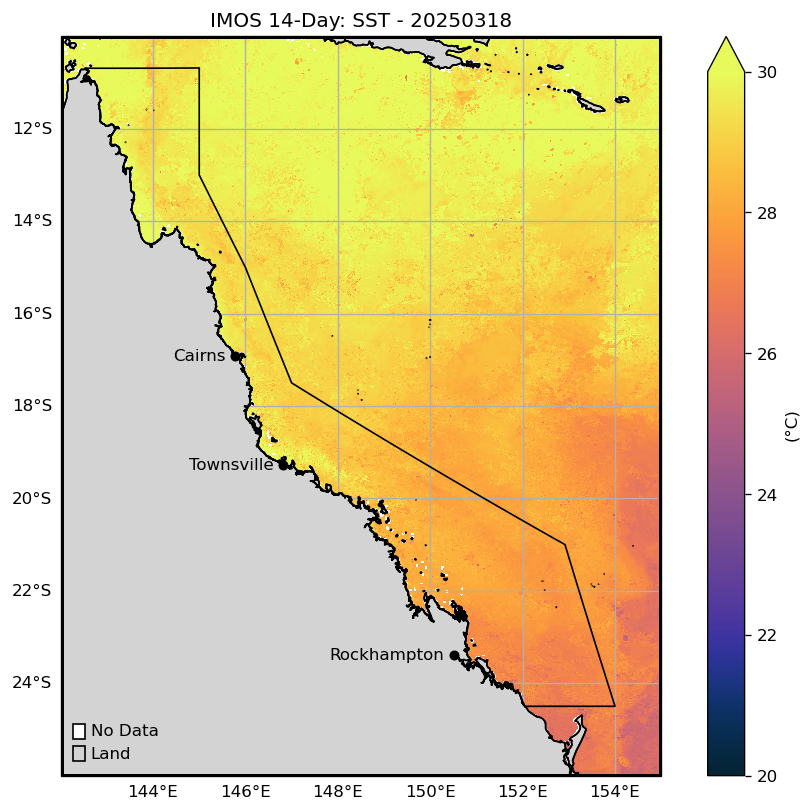 IMOS 14-Day: SST - 20250318
12°S
14°S
16°S
18°S
20°S
22°S
24°S
Cairns
Townsville
Rockhampton
No Data
Land
144°E 146°E 148°E 150°E 152°E 154°E
30
28
26
24
22
20
(°C)